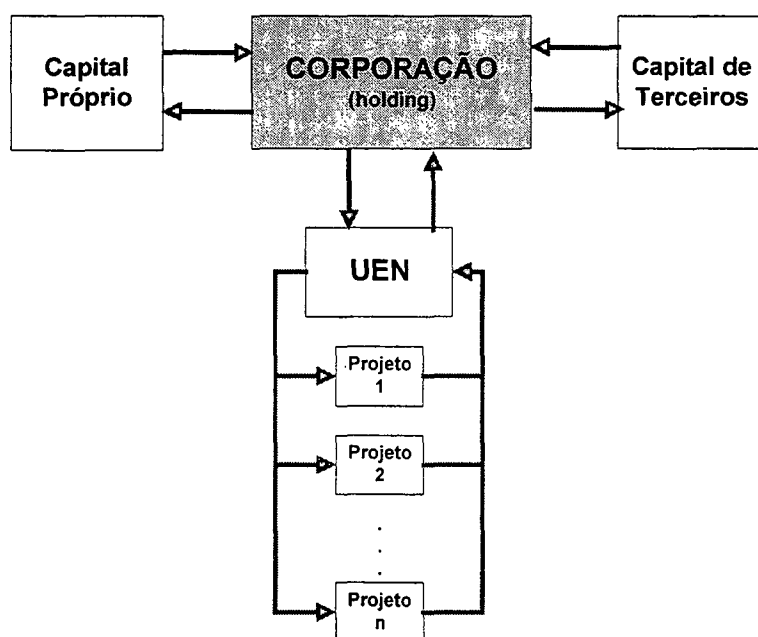 Capital
Próprio
CORPORAÇÃO
(holding)
Capital de
Terceiros
UEN
Projeto
1
Projeto
2
.
.
.
Projeto
n